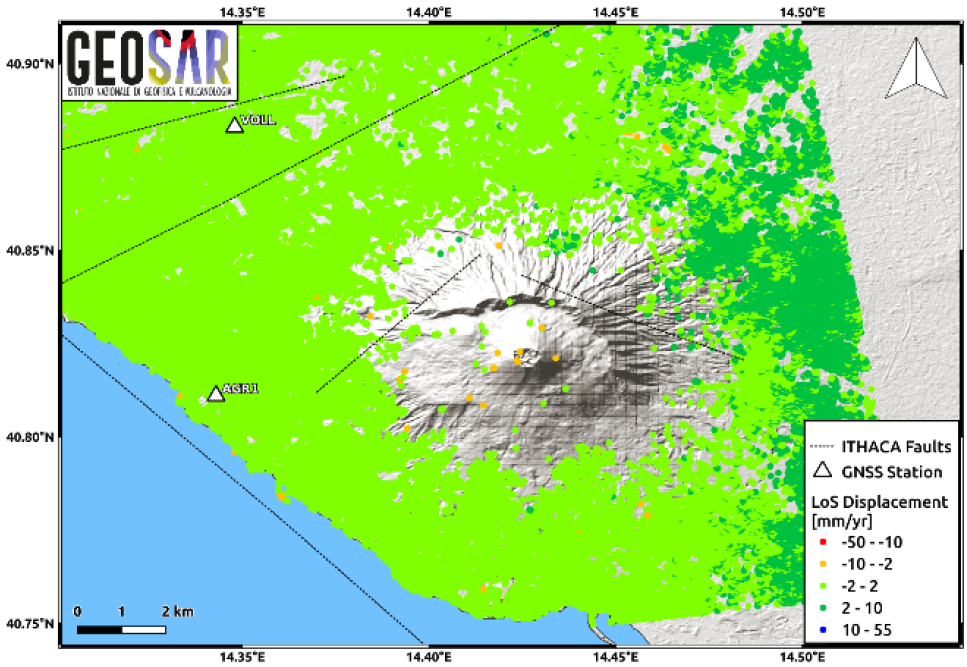 14.35°E 14.40°E 14.45°E 14.50°E
GEOSAR
ISTITUTO NAZIONALE DI GEOFISICA E VULCANOLOGIA
40.90°N
VOLL
40.85°N
AGR1
40.80°N
ITHACA Faults
GNSS Station
LoS Displacement
[mm/yr]
-50 - -10
-10 - -2
-2 - 2
2 - 10
10 - 55
0 1 2 km
40.75°N
14.35°E 14.40°E 14.45°E 14.50°E